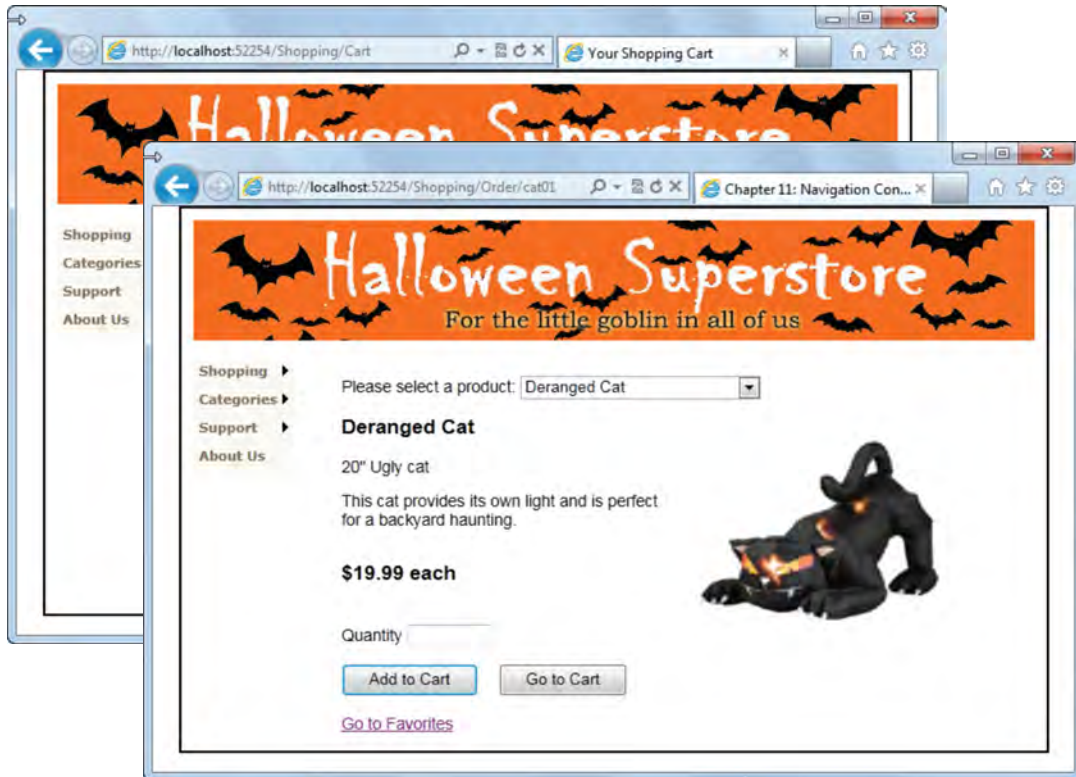 http://localhost:52254/Shopping/Cart
Your Shopping Cart
Halloween Superstore
Shopping
Categories
Support
About Us
http://localhost:52254/Shopping/Order/cat01
Chapter 11: Navigation Con...
Halloween Superstore
For the little goblin in all of us
Shopping
Categories
Support
About Us
Please select a product: Deranged Cat
Deranged Cat
20" Ugly cat
This cat provides its own light and is perfect
for a backyard haunting.
$19.99 each
Quantity
Add to Cart Go to Cart
Go to Favorites